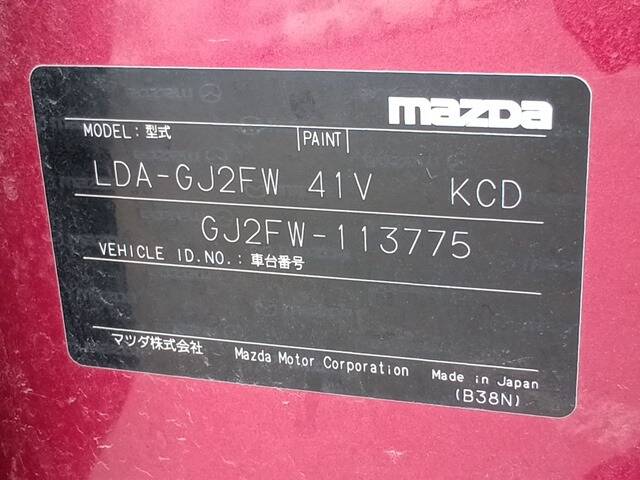 mazda
MODEL: 型式 PAINT
LDA-GJ2FW 41V KCD
GJ2FW-113775
VEHICLE ID.NO.: 車台番号
マツダ株式会社 Mazda Motor Corporation Made in Japan
(B38N)